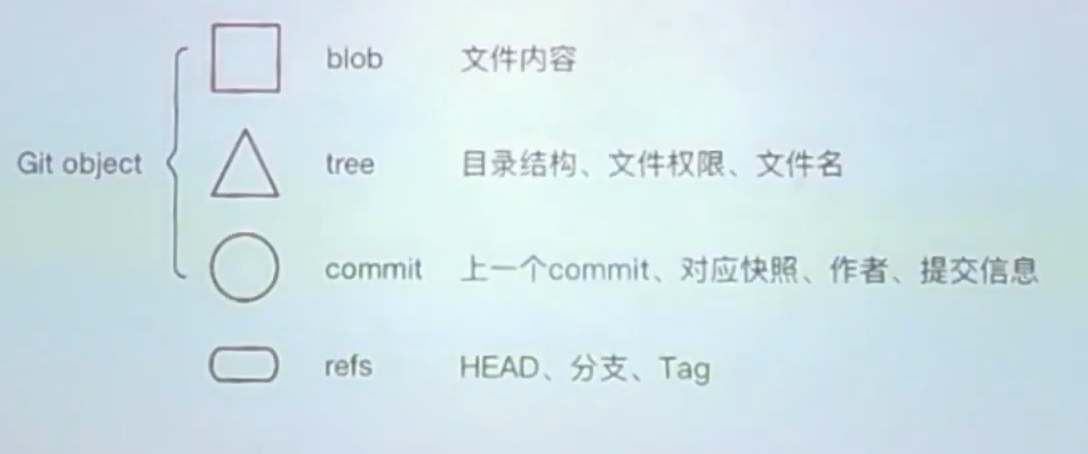 blob 文件内容
Git object
tree 目录结构、文件权限、文件名
commit 上一个commit、对应快照、作者、提交信息
refs HEAD、分支、Tag